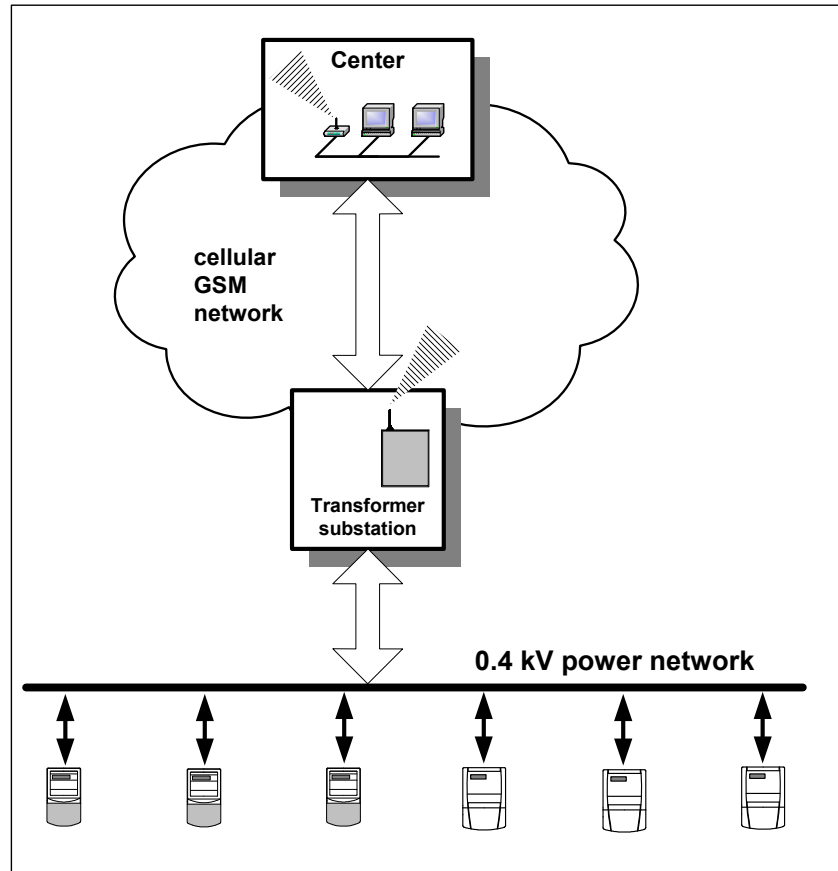 Center
cellular
GSM
network
Transformer
substation
0.4 kV power network